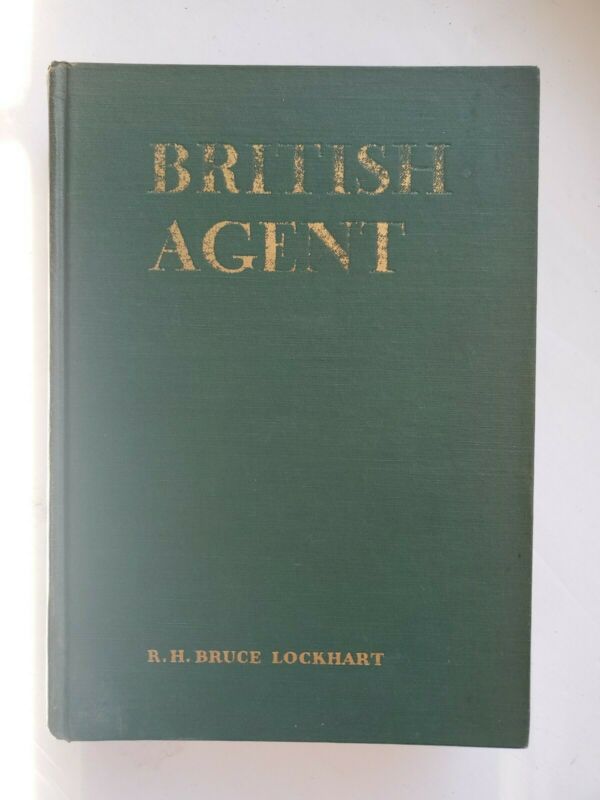 BRITISH
AGENT
R. H. BRUCE LOCKHART